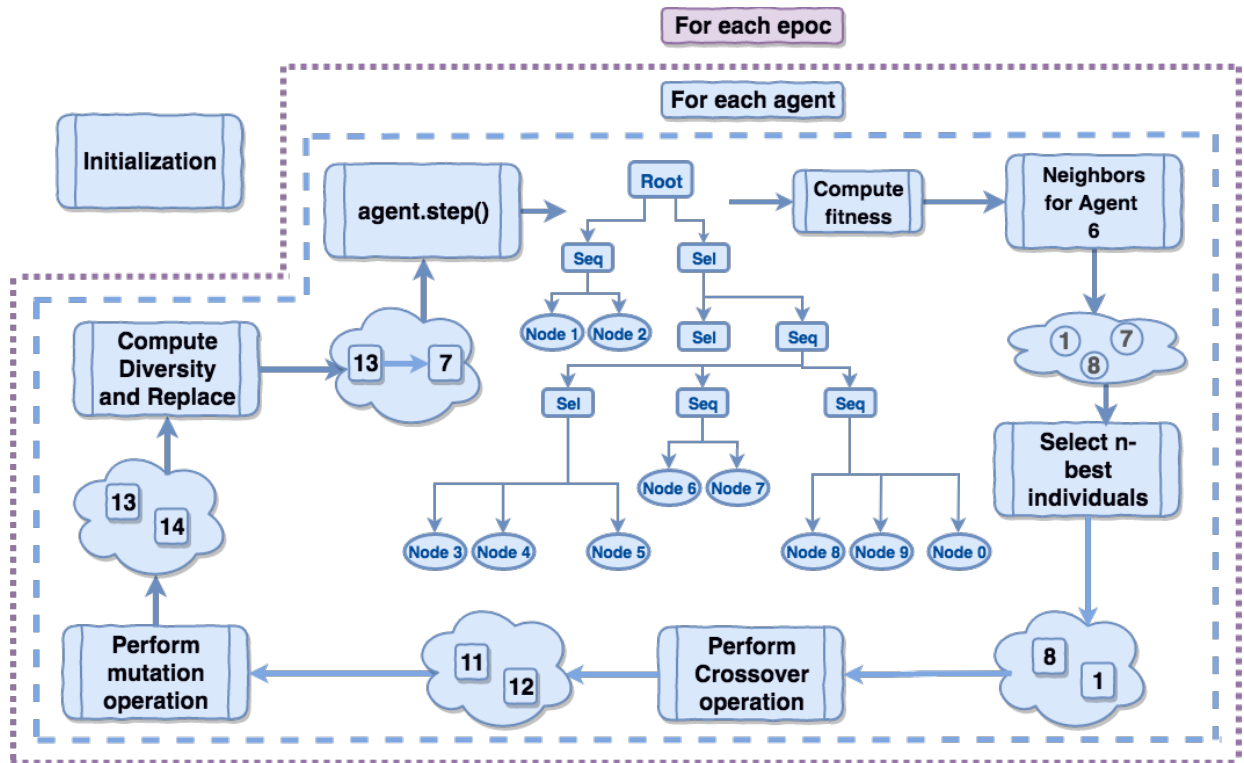 For each epoc
For each agent
Initialization
agent.step()
Root
Compute
fitness
Neighbors
for Agent
6
Seq
Sel
Node 1
Node 2
Sel
Seq
1
7
8
Compute
Diversity
and Replace
13
7
Sel
Seq
Seq
Select n-
best
individuals
Node 6
Node 7
13
14
Node 3
Node 4
Node 5
Node 8
Node 9
Node 0
Perform
mutation
operation
11
12
Perform
Crossover
operation
8
1